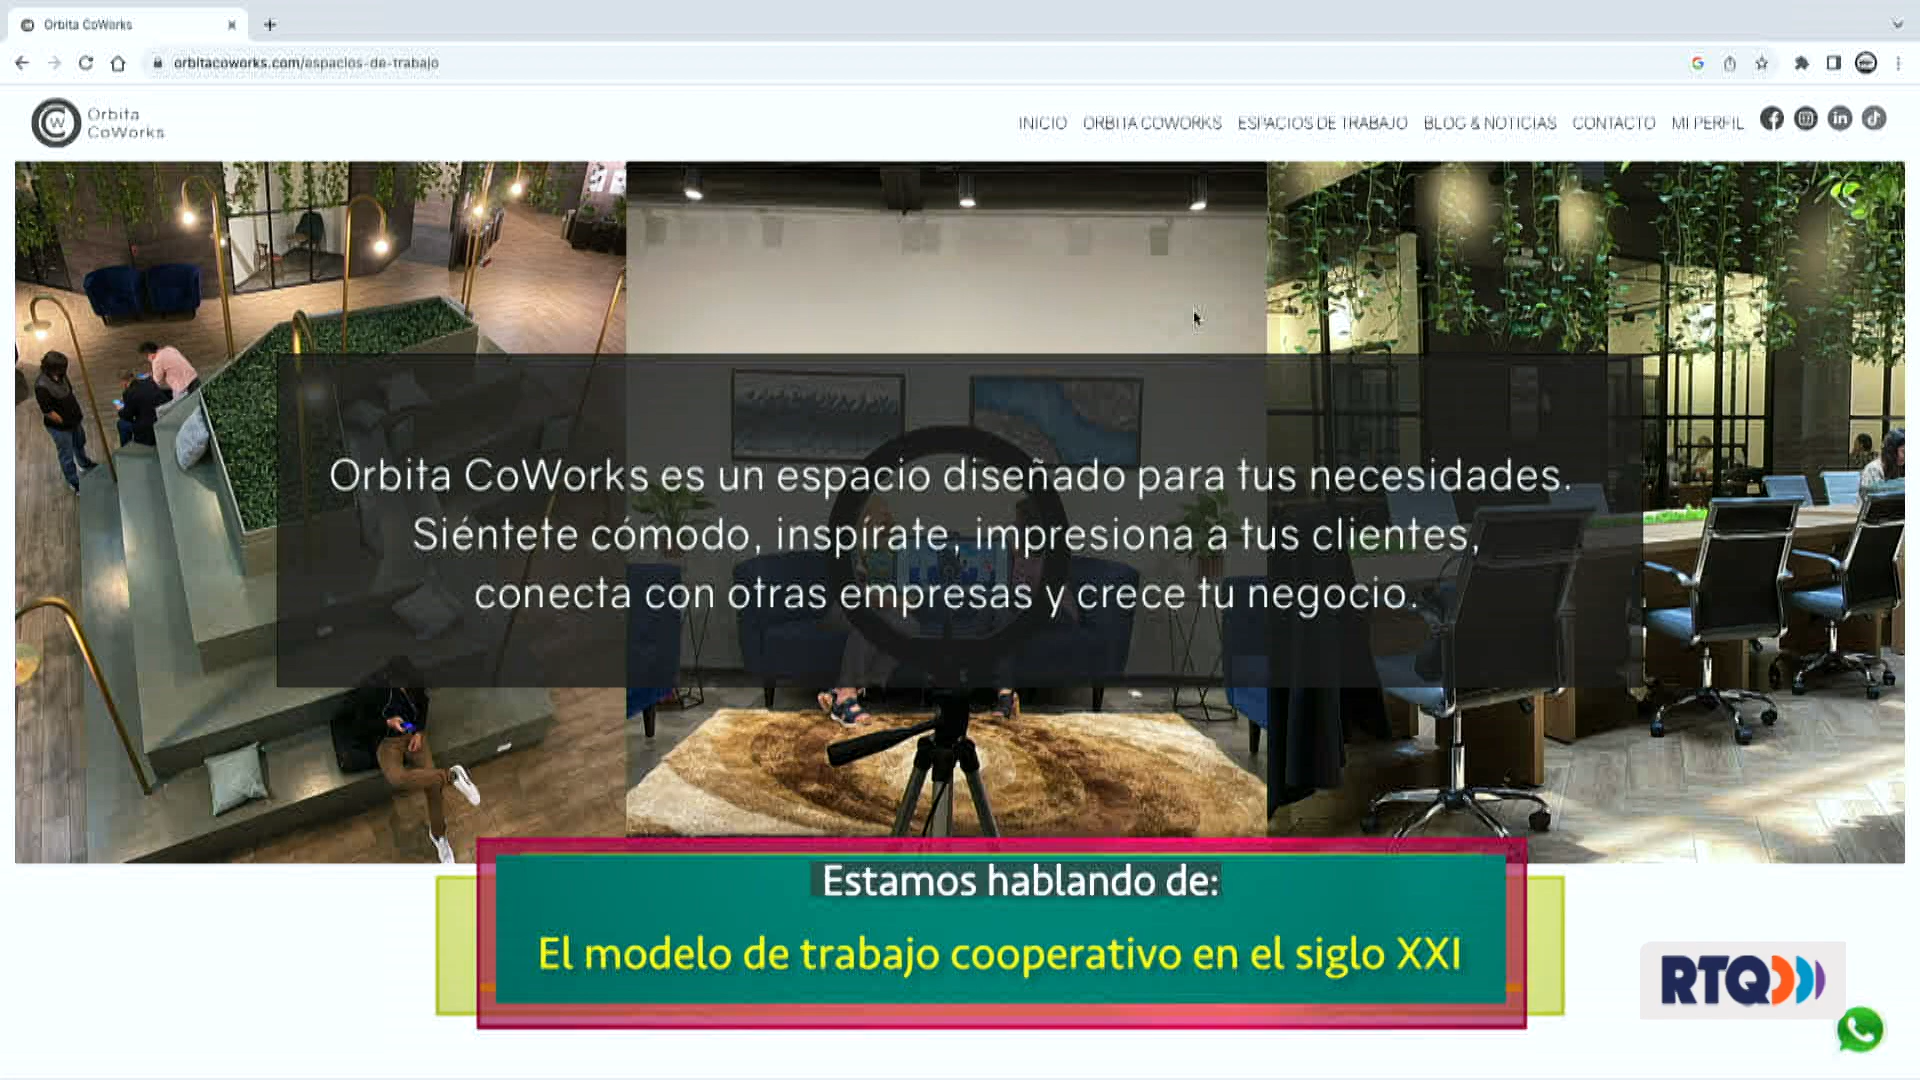 Orbita CoWorks
orbitacoworks.com/espacios-de-trabajo
Orbita
CoWorks
INICIO ORBITA COWORKS ESPACIOS DE TRABAJO BLOG & NOTICIAS CONTACTO MI PERFIL
Orbita CoWorks es un espacio diseñado para tus necesidades.
Siéntete cómodo, inspírate, impresiona a tus clientes,
conecta con otras empresas y crece tu negocio.
Estamos hablando de:
El modelo de trabajo cooperativo en el siglo XXI
RTQ